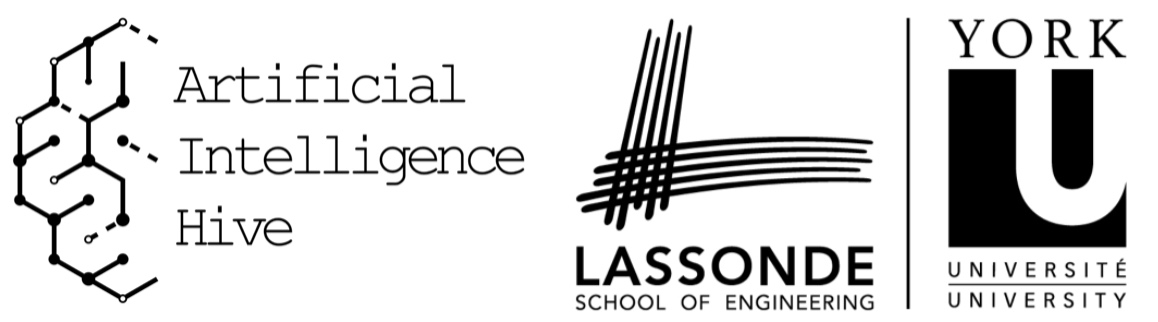 Artificial
Intelligence
Hive
LASSONDE
SCHOOL OF ENGINEERING
YORK
U
UNIVERSITÉ
UNIVERSITY